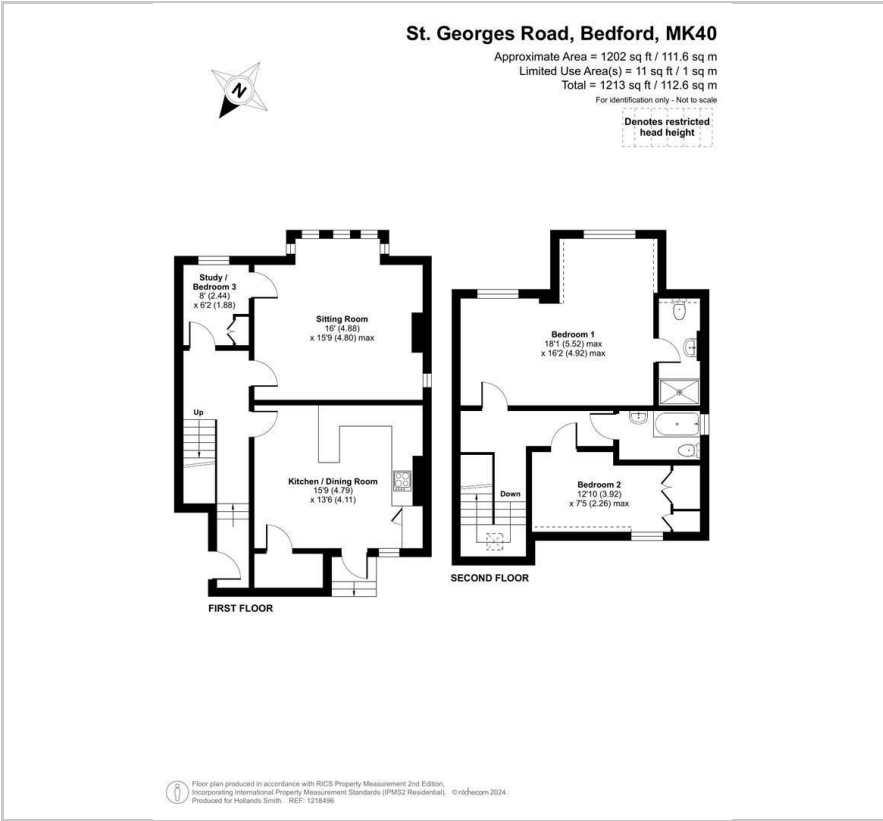 St. Georges Road, Bedford, MK40
Approximate Area = 1202 sq ft / 111.6 sq m
Limited Use Area(s) = 11 sq ft / 1 sq m
Total = 1213 sq ft / 112.6 sq m
For identification only - Not to scale
Denotes restricted
head height
N
Study /
Bedroom 3
8' (2.44)
x 6'2 (1.88)
Sitting Room
16' (4.88)
x 15'9 (4.80) max
Up
Kitchen / Dining Room
15'9 (4.79)
x 13'6 (4.11)
FIRST FLOOR
Bedroom 1
18'1 (5.52) max
x 16'2 (4.92) max
Down
Bedroom 2
12'10 (3.92)
x 7'5 (2.26) max
SECOND FLOOR
Floor plan produced in accordance with RICS Property Measurement 2nd Edition,
Incorporating International Property Measurement Standards (IPMS2 Residential). ©nichecom 2024.
Produced for Hollands Smith. REF: 1218496